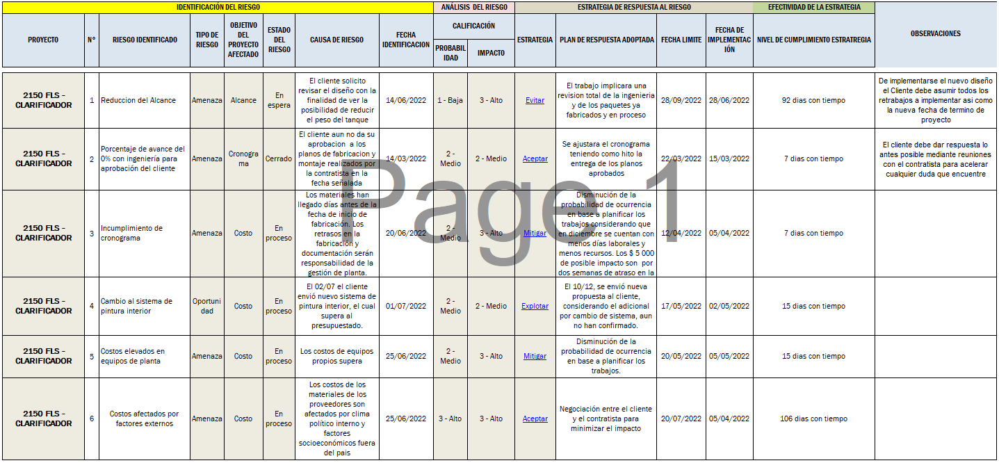 IDENTIFICACIÓN DEL RIESGO
ANÁLISIS DEL RIESGO
ESTRATEGIA DE RESPUESTA AL RIESGO
EFECTIVIDAD DE LA ESTRATEGIA
PROYECTO
N°
RIESGO IDENTIFICADO
TIPO DE
RIESGO
OBJETIVO
DEL
PROYECTO
AFECTADO
ESTADO
DEL
RIESGO
CAUSA DE RIESGO
FECHA
IDENTIFICACION
CALIFICACIÓN
PROBABIL
IDAD
IMPACTO
ESTRATEGIA
PLAN DE RESPUESTA ADOPTADA
FECHA LIMITE
FECHA DE
IMPLEMENTAC
IÓN
NIVEL DE CUMPLIMIENTO ESTRATREGIA
OBSERVACIONES
2150 FLS -
CLARIFICADOR
1
Reduccion del Alcance
Amenaza
Alcance
En
espera
El cliente solicito
revisar el diseño con la
finalidad de ver la
posibilidad de reducir
el peso del tanque
14/06/2022
1 - Baja
3 - Alto
Evitar
El trabajo implicara una
revision total de la ingenieria
y de los paquetes ya
fabricados y en proceso
28/09/2022
28/06/2022
92 dias con tiempo
De implementarse el nuevo diseño
el Cliente debe asumir todos los
retrabajos a implementar asi como
la nueva fecha de termino de
proyecto
2150 FLS -
CLARIFICADOR
2
Porcentaje de avance del
0% con ingeniería para
aprobación del cliente
Amenaza
Cronogra
ma
Cerrado
El cliente aun no da su
aprobacion a los
planos de fabricacion y
montaje realizados por
la contratista en la
fecha señalada
14/03/2022
2 -
Medio
2 - Medio
Aceptar
Se ajustara el cronograma
teniendo como hito la
entrega de los planos
aprobados
22/03/2022
15/03/2022
7 dias con tiempo
El cliente debe dar respuesta lo
antes posible mediante reuniones
con el contratista para acelerar
cualquier duda que encuentre
2150 FLS -
CLARIFICADOR
3
Incumplimiento de
cronograma
Amenaza
Costo
En
proceso
Los materiales han
llegado días antes de la
fecha de inicio de
fabricación. Los
retrasos en la
fabricación y
documentación serán
responsabilidad de la
gestión de planta.
20/06/2022
2 -
Medio
3 - Alto
Mitigar
Disminución de la
probabilidad de ocurrencia
en base a planificar los
trabajos considerando que
en diciembre se cuentan con
menos días laborales y
menos recursos. Los $ 5 000
de posible impacto son por
dos semanas de atraso en la
12/04/2022
05/04/2022
7 dias con tiempo
2150 FLS -
CLARIFICADOR
4
Cambio al sistema de
pintura interior
Oportuni
dad
Costo
En
proceso
El 02/07 el cliente
envió nuevo sistema de
pintura interior, el cual
supera al
presupuestado.
01/07/2022
2 -
Medio
2 - Medio
Explotar
El 10/12, se envió nueva
propuesta al cliente,
considerando el adicional
por cambio de sistema, aun
no han confirmado.
17/05/2022
02/05/2022
15 dias con tiempo
2150 FLS -
CLARIFICADOR
5
Costos elevados en
equipos de planta
Amenaza
Costo
En
proceso
Los costos de equipos
propios supera
25/06/2022
2 -
Medio
3 - Alto
Mitigar
Disminución de la
probabilidad de ocurrencia
en base a planificar los
trabajos.
20/05/2022
05/05/2022
15 dias con tiempo
2150 FLS -
CLARIFICADOR
6
Costos afectados por
factores externos
Amenaza
Costo
En
proceso
Los costos de los
materiales de los
proveedores son
afectados por clima
político interno y
factores
socioeconómicos fuera
del pais
25/06/2022
3 - Alto
3 - Alto
Aceptar
Negociación entre el cliente
y el contratista para
minimizar el impacto
20/07/2022
05/04/2022
106 dias con tiempo
Page 1